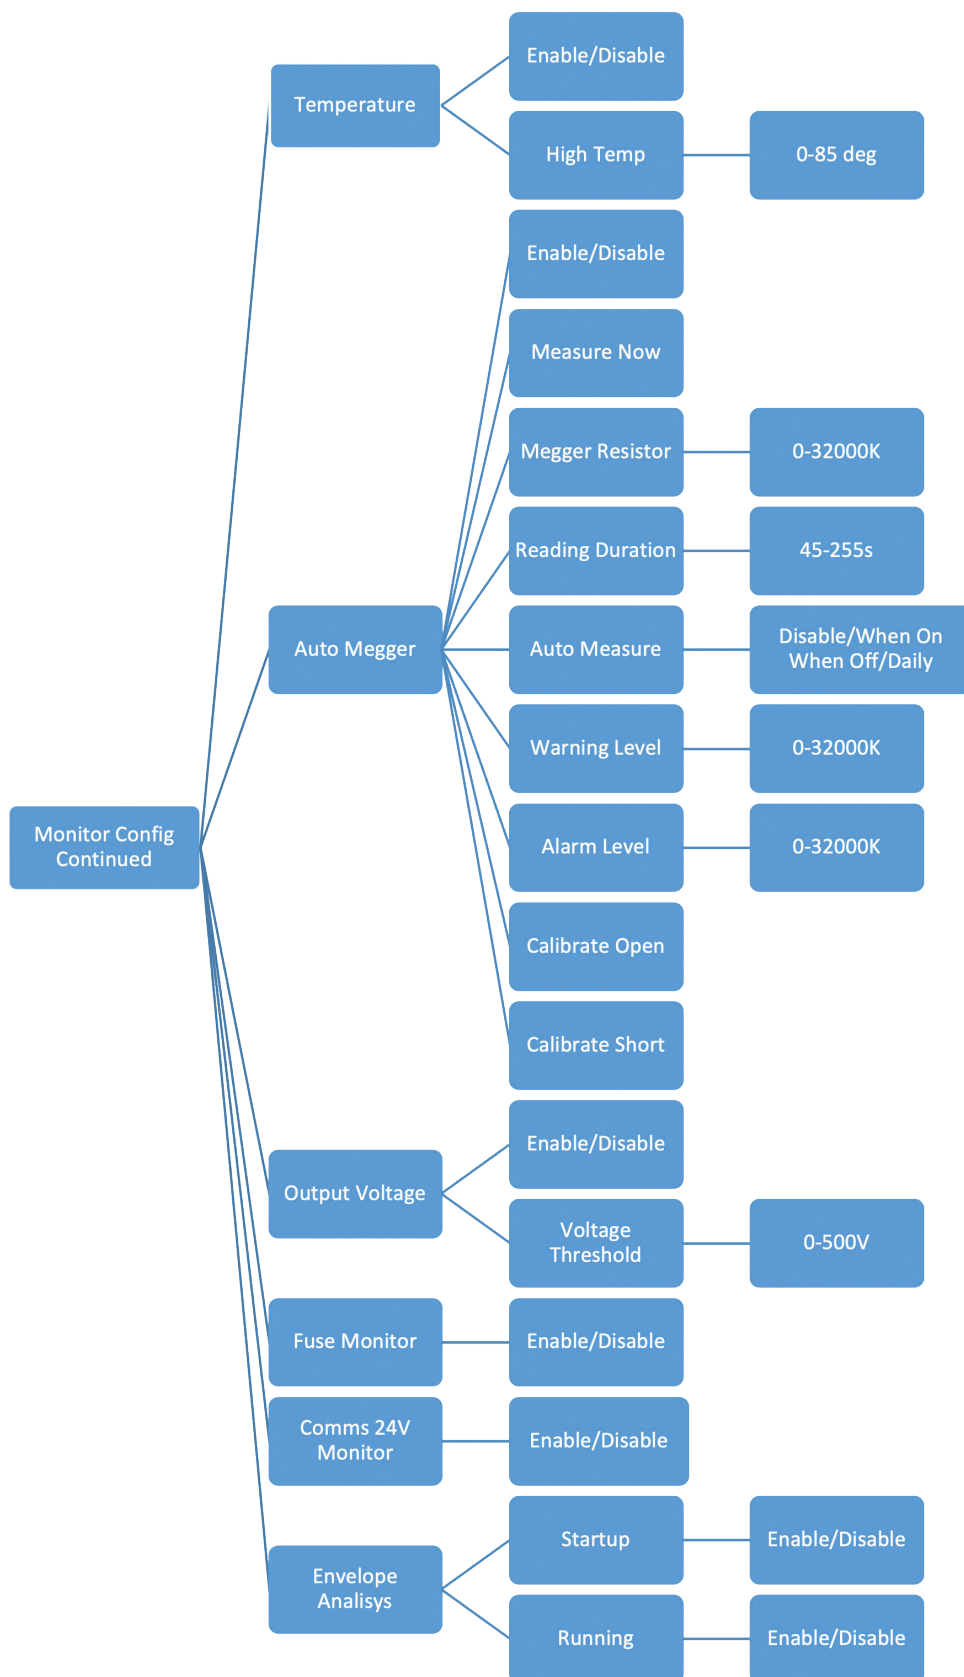 Monitor Config
Continued
Temperature
Enable/Disable
High Temp
0-85 deg
Auto Megger
Enable/Disable
Measure Now
Megger Resistor
0-32000K
Reading Duration
45-255s
Auto Measure
Disable/When On
When Off/Daily
Warning Level
0-32000K
Alarm Level
0-32000K
Calibrate Open
Calibrate Short
Output Voltage
Enable/Disable
Voltage
Threshold
0-500V
Fuse Monitor
Enable/Disable
Comms 24V
Monitor
Enable/Disable
Envelope
Analisys
Startup
Enable/Disable
Running
Enable/Disable